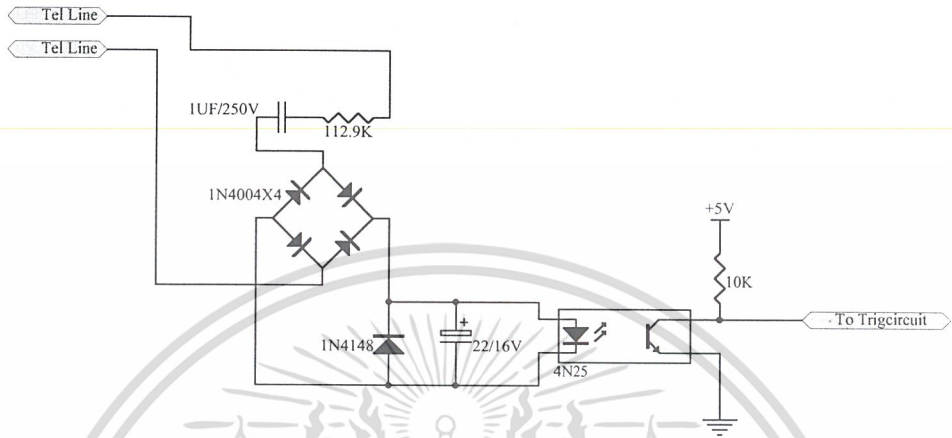 Tel Line
Tel Line
1UF/250V
112.9K
1N4004X4
+5V
10K
To Trigcircuit
1N4148
+
22/16V
4N25